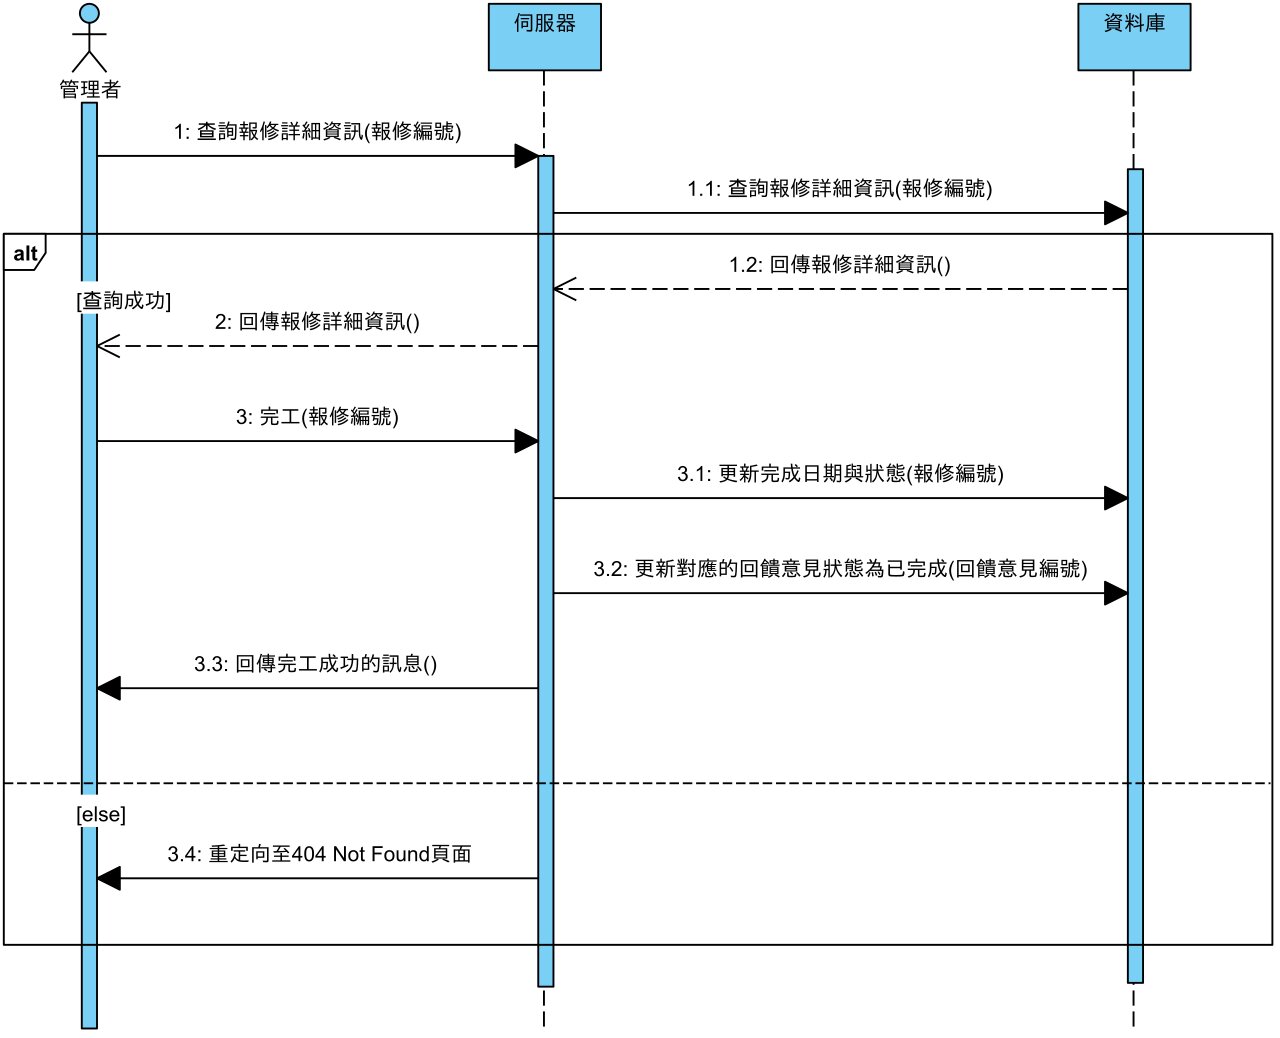 管理者
伺服器
資料庫
1: 查詢報修詳細資訊(報修編號)
1.1: 查詢報修詳細資訊(報修編號)
alt
1.2: 回傳報修詳細資訊()
[查詢成功]
2: 回傳報修詳細資訊()
3: 完工(報修編號)
3.1: 更新完成日期與狀態(報修編號)
3.2: 更新對應的回饋意見狀態為已完成(回饋意見編號)
3.3: 回傳完工成功的訊息()
[else]
3.4: 重定向至404 Not Found頁面